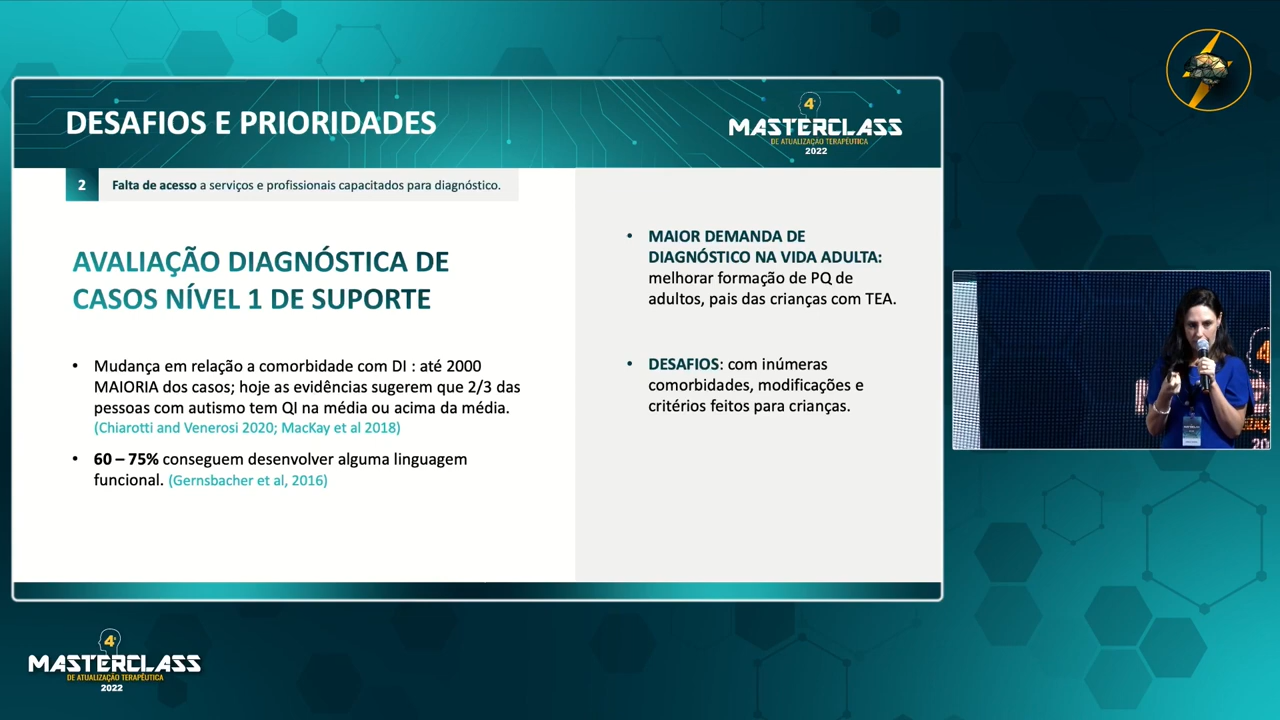 DESAFIOS E PRIORIDADES
4ª
MASTERCLASS
DE ATUALIZAÇÃO TERAPÊUTICA
2022
2 Falta de acesso a serviços e profissionais capacitados para diagnóstico.
AVALIAÇÃO DIAGNÓSTICA DE
CASOS NÍVEL 1 DE SUPORTE
• Mudança em relação a comorbidade com DI : até 2000
MAIORIA dos casos; hoje as evidências sugerem que 2/3 das
pessoas com autismo tem QI na média ou acima da média.
(Chiarotti and Venerosi 2020; MacKay et al 2018)
• 60 – 75% conseguem desenvolver alguma linguagem
funcional. (Gernsbacher et al, 2016)
• MAIOR DEMANDA DE
DIAGNÓSTICO NA VIDA ADULTA:
melhorar formação de PQ de
adultos, pais das crianças com TEA.
• DESAFIOS: com inúmeras
comorbidades, modificações e
critérios feitos para crianças.
4ª
MASTERCLASS
DE ATUALIZAÇÃO TERAPÊUTICA
2022